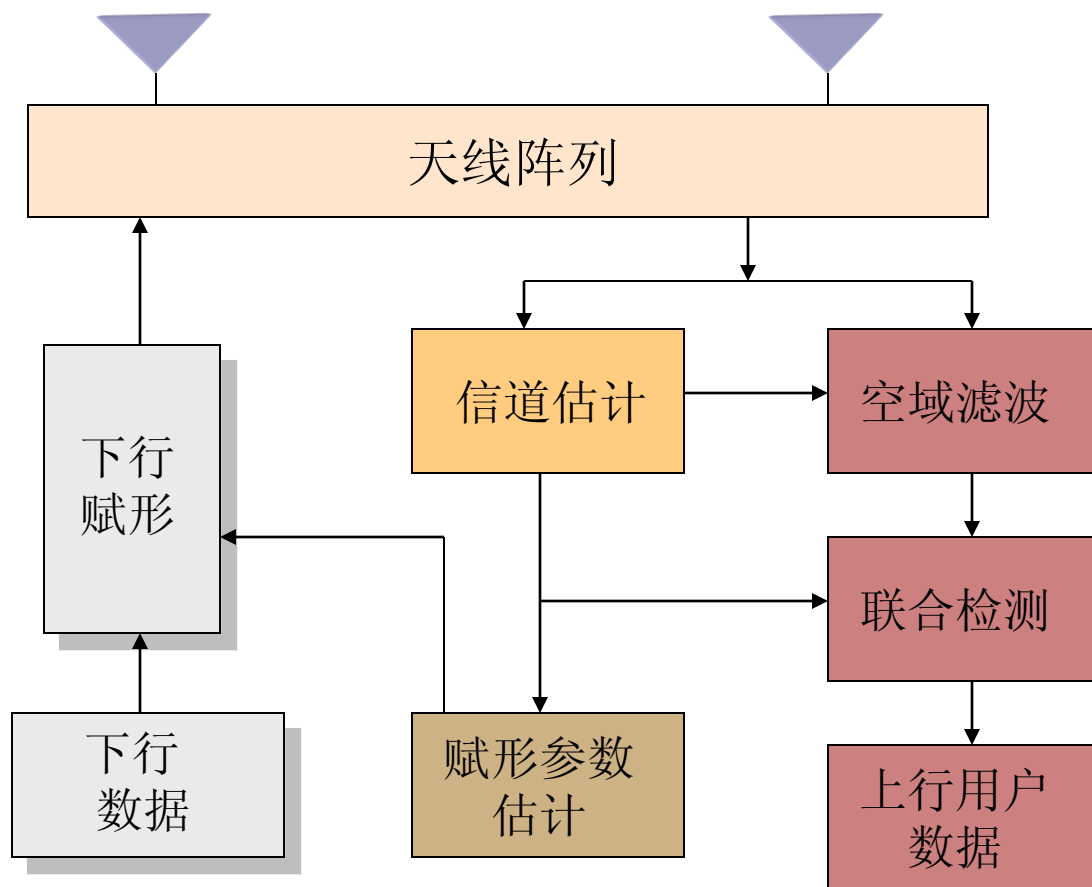 天线阵列
信道估计
空域滤波
下行
赋形
联合检测
下行
数据
赋形参数
估计
上行用户
数据